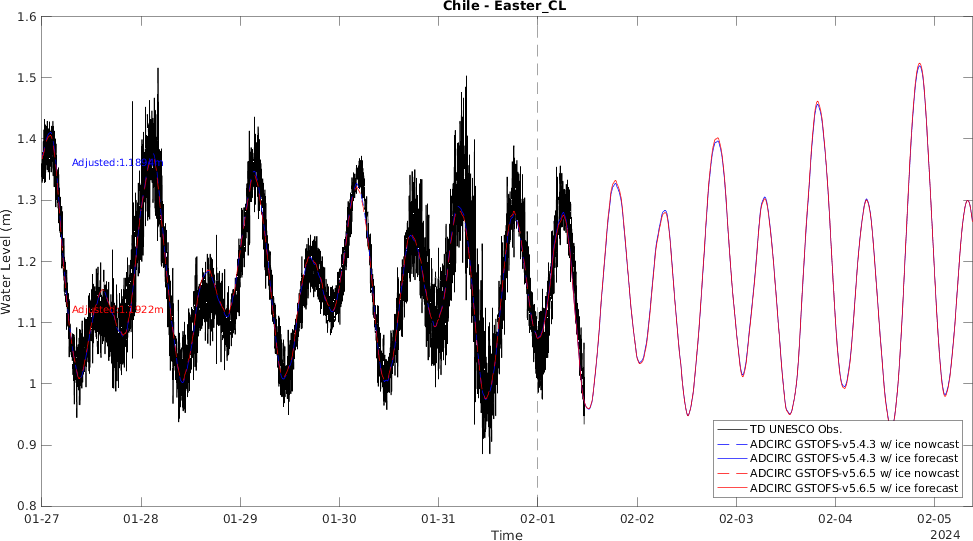 Chile - Easter_CL
1.6
1.5
1.4
1.3
1.2
1.1
1
0.9
0.8
Water Level (m)
Adjusted:1.18
Adjusted:1.1922m
TD UNESCO Obs.
ADCIRC GSTOFS-v5.4.3 w/ ice nowcast
ADCIRC GSTOFS-v5.4.3 w/ ice forecast
ADCIRC GSTOFS-v5.6.5 w/ ice nowcast
ADCIRC GSTOFS-v5.6.5 w/ ice forecast
01-27 01-28 01-29 01-30 01-31 02-01 02-02 02-03 02-04 02-05
Time 2024